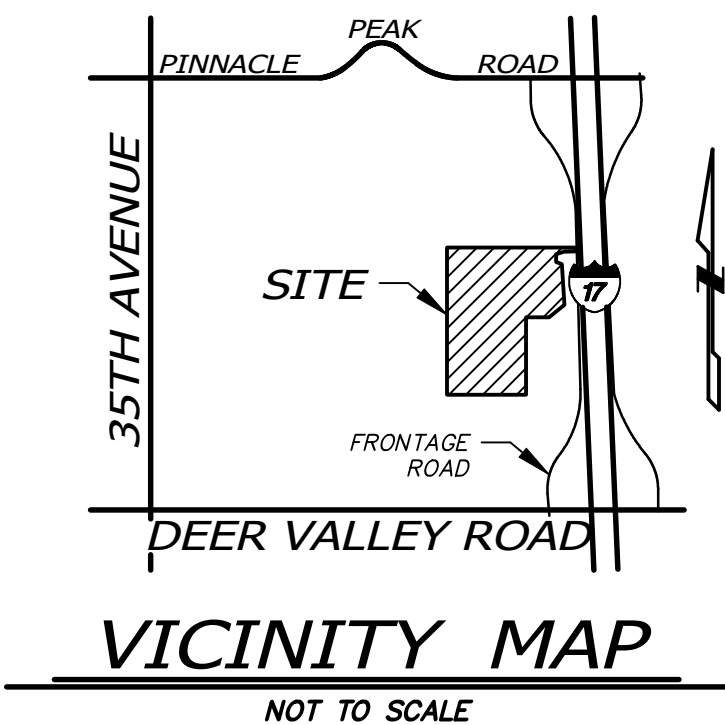 PEAK
PINNACLE ROAD
35TH AVENUE
SITE
17
N
FRONTAGE
ROAD
DEER VALLEY ROAD
VICINITY MAP
NOT TO SCALE